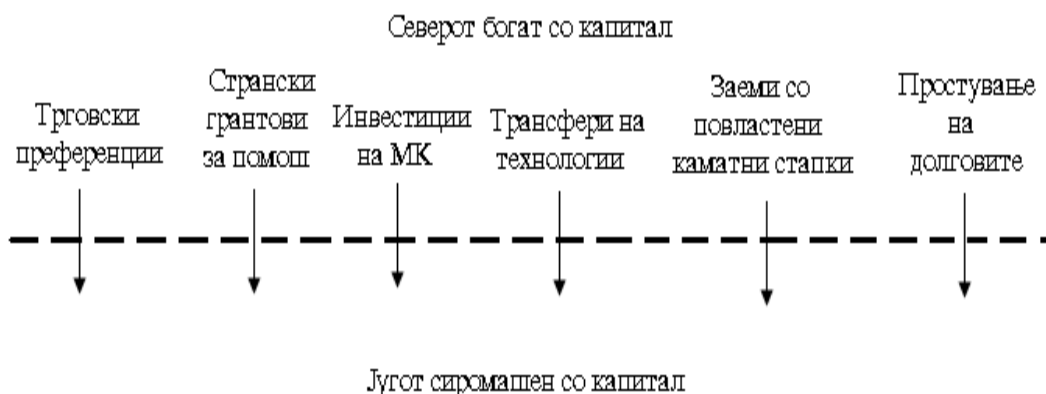 Северот богат со капитал
Трговски
преференции
Странски
грантови
за помош
Инвестиции
на МК
Трансфери на
технологии
Заеми со
повластени
каматни стапки
Простување
на
долговите
Југот сиромашен со капитал